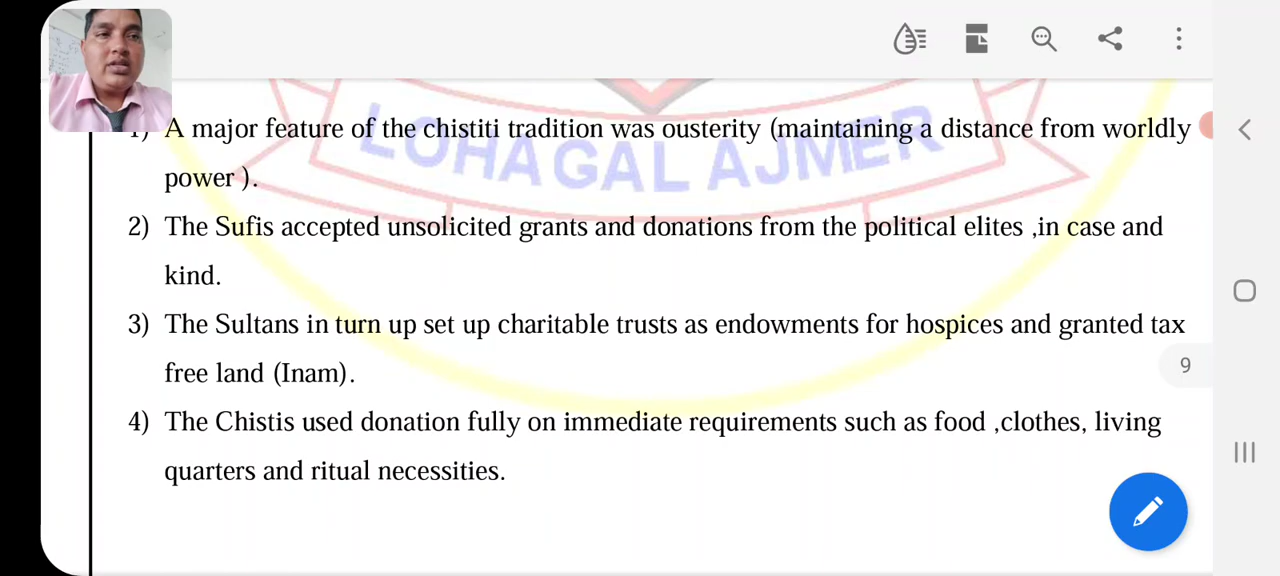 LOHAGAL AJMER
1) A major feature of the chistiti tradition was ousterity (maintaining a distance from worldly
power ).
2) The Sufis accepted unsolicited grants and donations from the political elites ,in case and
kind.
3) The Sultans in turn up set up charitable trusts as endowments for hospices and granted tax
free land (Inam).
9
4) The Chistis used donation fully on immediate requirements such as food ,clothes, living
quarters and ritual necessities.